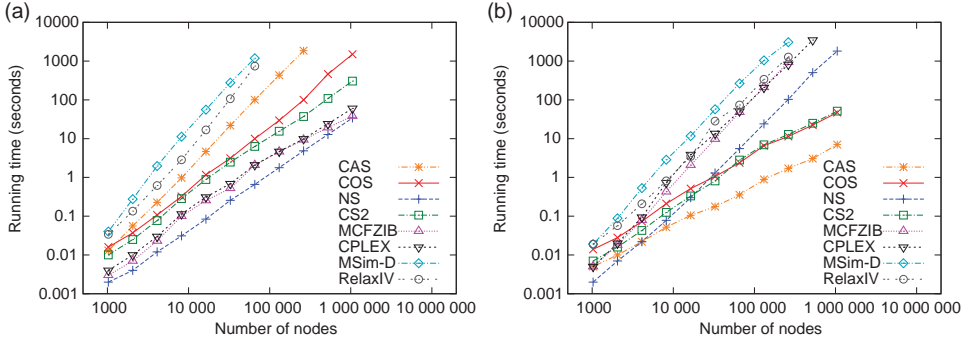 (a)
Running time (seconds)
10000
1000
100
10
1
0.1
0.01
0.001
CAS
COS
NS
CS2
MCFZIB
CPLEX
MSim-D
RelaxIV
1000
10 000
100 000
1 000 000
10 000 000
Number of nodes
(b)
Running time (seconds)
10000
1000
100
10
1
0.1
0.01
0.001
CAS
COS
NS
CS2
MCFZIB
CPLEX
MSim-D
RelaxIV
1000
10 000
100 000
1 000 000
10 000 000
Number of nodes